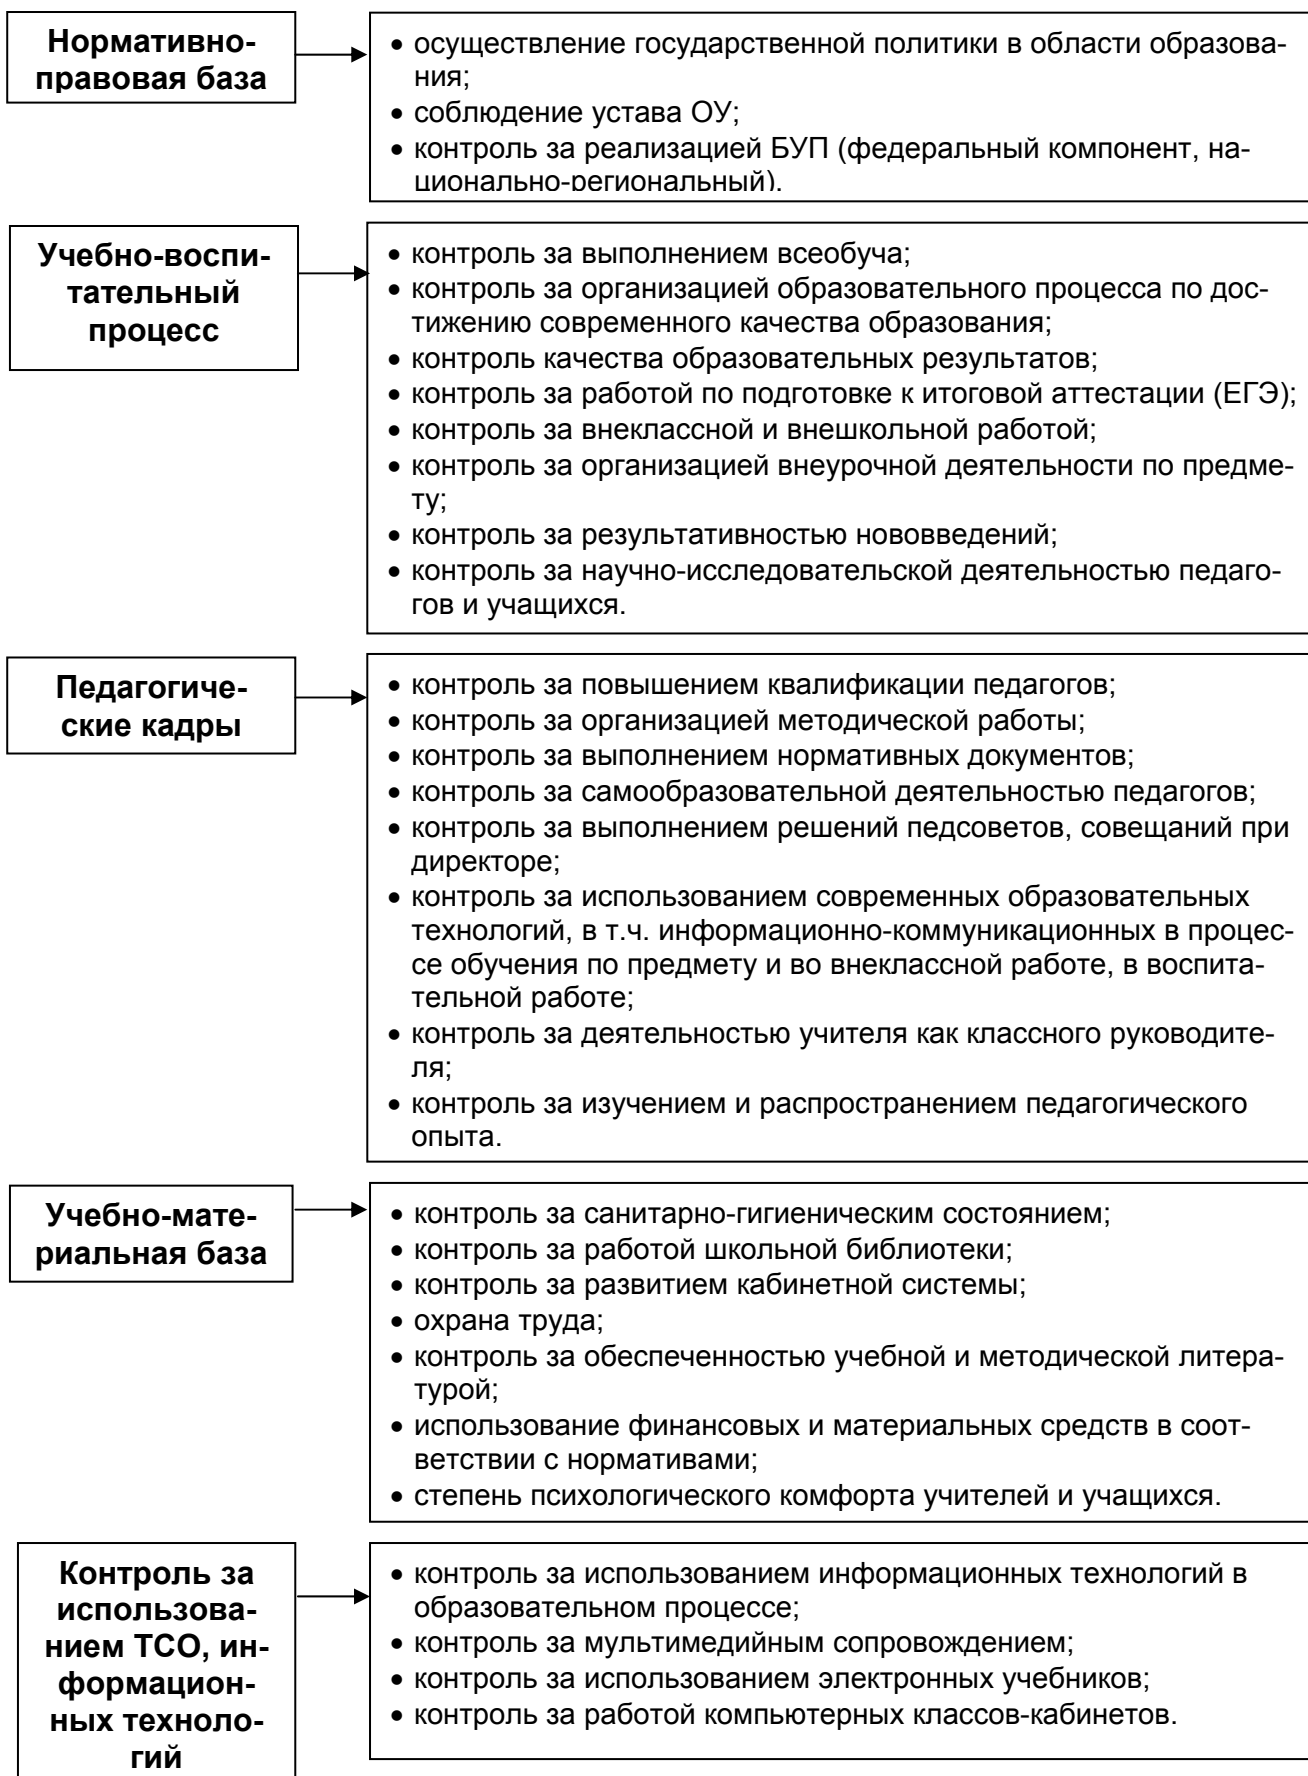 Нормативно-
правовая база
• осуществление государственной политики в области образова-
ния;
• соблюдение устава ОУ;
• контроль за реализацией БУП (федеральный компонент, на-
ционально-региональный).
Учебно-воспи-
тательный
процесс
• контроль за выполнением всеобуча;
• контроль за организацией образовательного процесса по дос-
тижению современного качества образования;
• контроль качества образовательных результатов;
• контроль за работой по подготовке к итоговой аттестации (ЕГЭ);
• контроль за внеклассной и внешкольной работой;
• контроль за организацией внеурочной деятельности по предме-
ту;
• контроль за результативностью нововведений;
• контроль за научно-исследовательской деятельностью педаго-
гов и учащихся.
Педагогиче-
ские кадры
• контроль за повышением квалификации педагогов;
• контроль за организацией методической работы;
• контроль за выполнением нормативных документов;
• контроль за самообразовательной деятельностью педагогов;
• контроль за выполнением решений педсоветов, совещаний при
директоре;
• контроль за использованием современных образовательных
технологий, в т.ч. информационно-коммуникационных в процес-
се обучения по предмету и во внеклассной работе, в воспита-
тельной работе;
• контроль за деятельностью учителя как классного руководите-
ля;
• контроль за изучением и распространением педагогического
опыта.
Учебно-мате-
риальная база
• контроль за санитарно-гигиеническим состоянием;
• контроль за работой школьной библиотеки;
• контроль за развитием кабинетной системы;
• охрана труда;
• контроль за обеспеченностью учебной и методической литера-
турой;
• использование финансовых и материальных средств в соот-
ветствии с нормативами;
• степень психологического комфорта учителей и учащихся.
Контроль за
использова-
нием ТСО, ин-
формацион-
ных техноло-
гий
• контроль за использованием информационных технологий в
образовательном процессе;
• контроль за мультимедийным сопровождением;
• контроль за использованием электронных учебников;
• контроль за работой компьютерных классов-кабинетов.